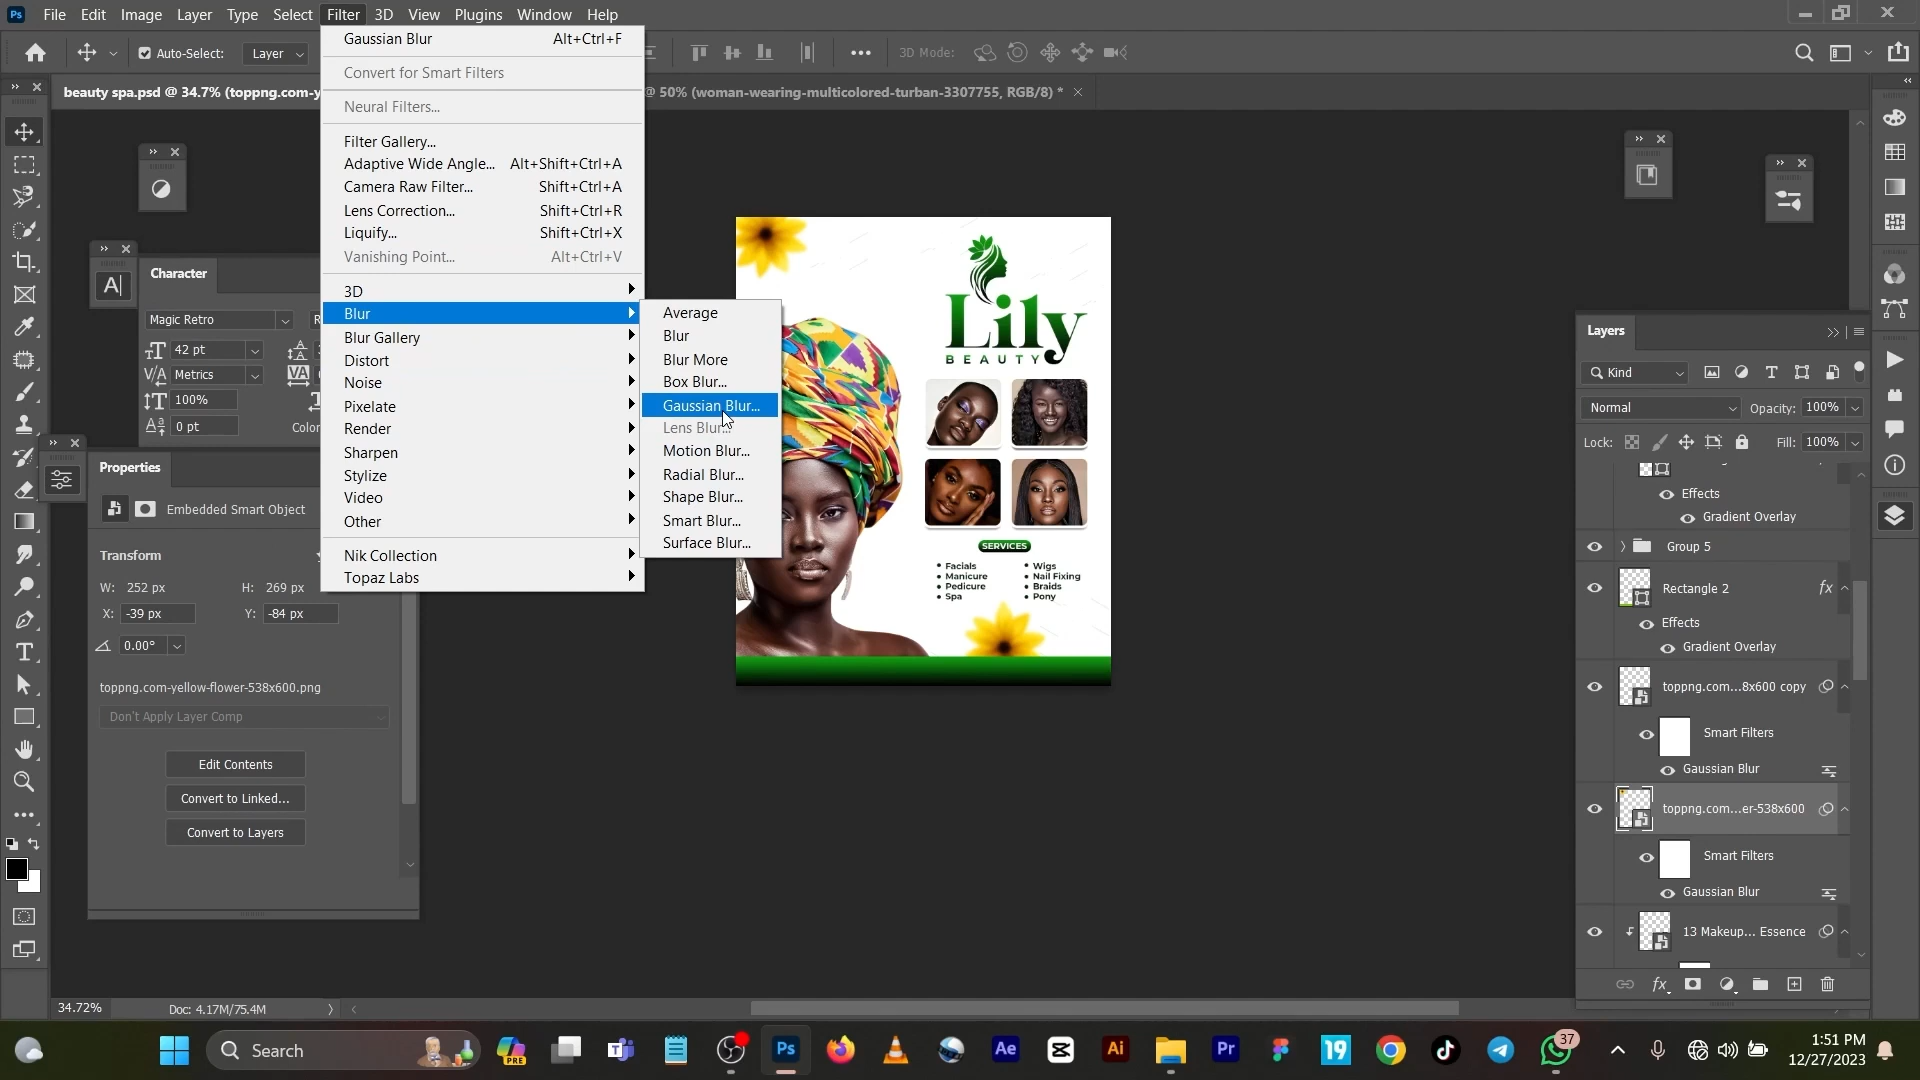 File Edit Image Layer Type Select Filter 3D View Plugins Window Help
Auto-Select: Layer
3D Mode:
beauty spa.psd @ 34.7% (toppng.com-y
@ 50% (woman-wearing-multicolored-turban-3307755, RGB/8) *
Gaussian Blur Alt+Ctrl+F
Convert for Smart Filters
Neural Filters...
Filter Gallery...
Adaptive Wide Angle... Alt+Shift+Ctrl+A
Camera Raw Filter... Shift+Ctrl+A
Lens Correction... Shift+Ctrl+R
Liquify... Shift+Ctrl+X
Vanishing Point... Alt+Ctrl+V
3D
Blur
Blur Gallery
Distort
Noise
Pixelate
Render
Sharpen
Stylize
Video
Other
Nik Collection
Topaz Labs
Average
Blur
Blur More
Box Blur...
Gaussian Blur...
Lens Blur...
Motion Blur...
Radial Blur...
Shape Blur...
Smart Blur...
Surface Blur...
Character
Magic Retro
42 pt
Metrics
100%
0 pt
Color
Properties
Embedded Smart Object
Transform
W: 252 px H: 269 px
X: -39 px Y: -84 px
0.00°
toppng.com-yellow-flower-538x600.png
Don't Apply Layer Comp
Edit Contents
Convert to Linked...
Convert to Layers
Lily
BEAUTY
SERVICES
Facials
Manicure
Pedicure
Spa
Wigs
Nail Fixing
Braids
Pony
Layers
Kind
Normal Opacity: 100%
Lock: Fill: 100%
Effects
Gradient Overlay
Group 5
Rectangle 2 fx
Effects
Gradient Overlay
toppng.com...8x600 copy
Smart Filters
Gaussian Blur
toppng.com...er-538x600
Smart Filters
Gaussian Blur
13 Makeup... Essence
fx
34.72% Doc: 4.17M/75.4M
Search
PRE
Ps
Ae
Ai
Pr
19
37
1:51 PM
12/27/2023